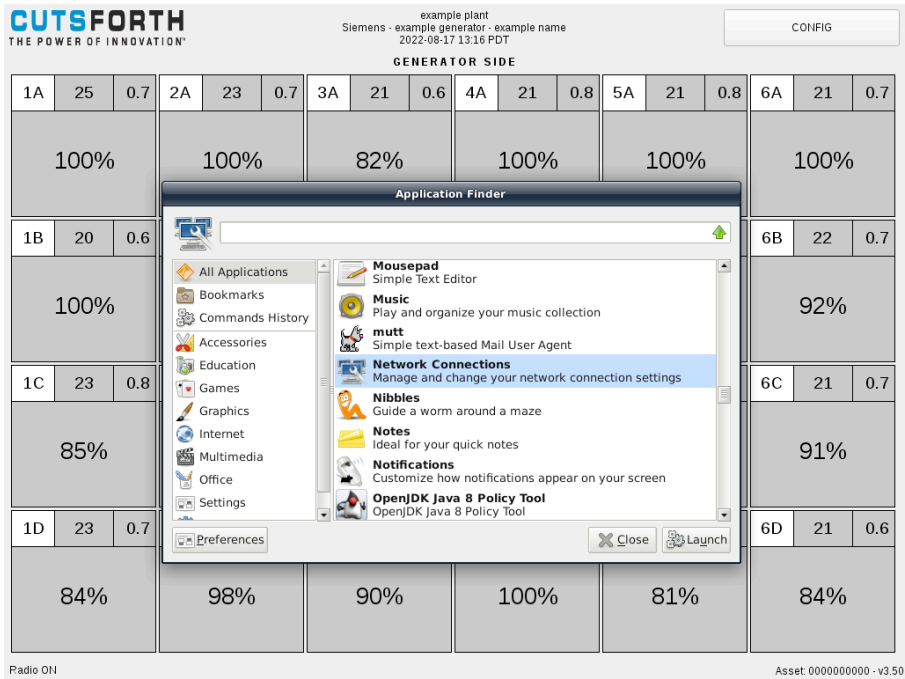 CUTSFORTH
THE POWER OF INNOVATION"
example plant
Siemens - example generator - example name
2022-08-17 13:16 PDT
CONFIG
GENERATOR SIDE
1A 25 0.7 2A 23 0.7 3A 21 0.6 4A 21 0.8 5A 21 0.8 6A 21 0.7
100% 100% 82% 100% 100% 100%
Application Finder
1B 20 0.6
6B 22 0.7
100%
92%
1C 23 0.8
6C 21 0.7
85%
91%
1D 23 0.7
6D 21 0.6
All Applications
Bookmarks
Commands History
Accessories
Education
Games
Graphics
Internet
Multimedia
Office
Settings
Mousepad
Simple Text Editor
Music
Play and organize your music collection
mutt
Simple text-based Mail User Agent
Network Connections
Manage and change your network connection settings
Nibbles
Guide a worm around a maze
Notes
Ideal for your quick notes
Notifications
Customize how notifications appear on your screen
OpenJDK Java 8 Policy Tool
OpenJDK Java 8 Policy Tool
Preferences
Close
Launch
84% 98% 90% 100% 81% 84%
Radio ON
Asset: 0000000000 - v3.50